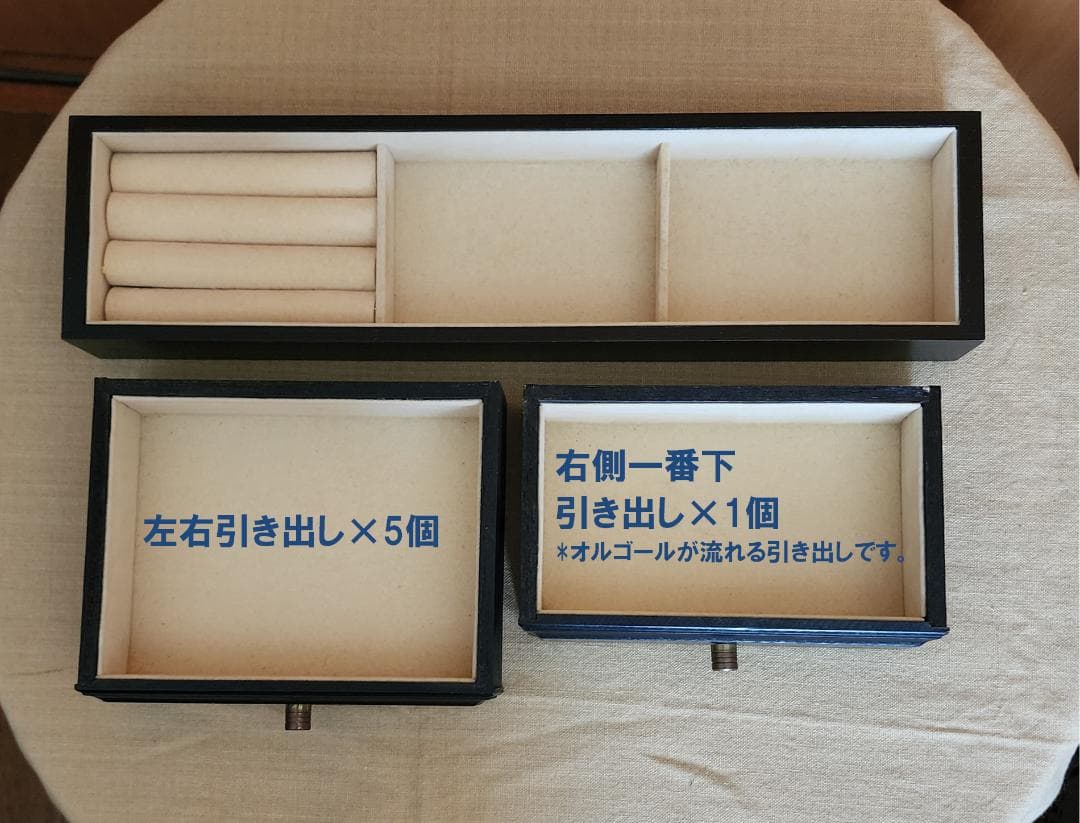 左右引き出し×5個
右側一番下
引き出し×1個
*オルゴールが流れる引き出しです。